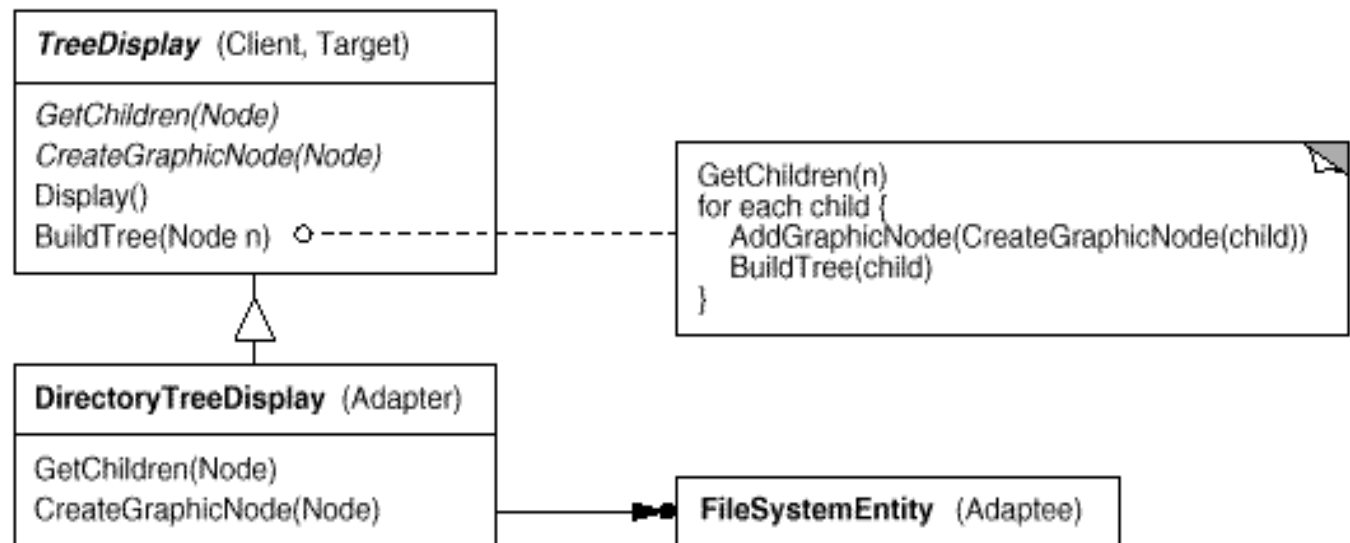 TreeDisplay (Client, Target)
GetChildren(Node)
CreateGraphicNode(Node)
Display()
BuildTree(Node n)
GetChildren(n)
for each child {
AddGraphicNode(CreateGraphicNode(child))
BuildTree(child)
}
DirectoryTreeDisplay (Adapter)
GetChildren(Node)
CreateGraphicNode(Node)
FileSystemEntity (Adaptee)